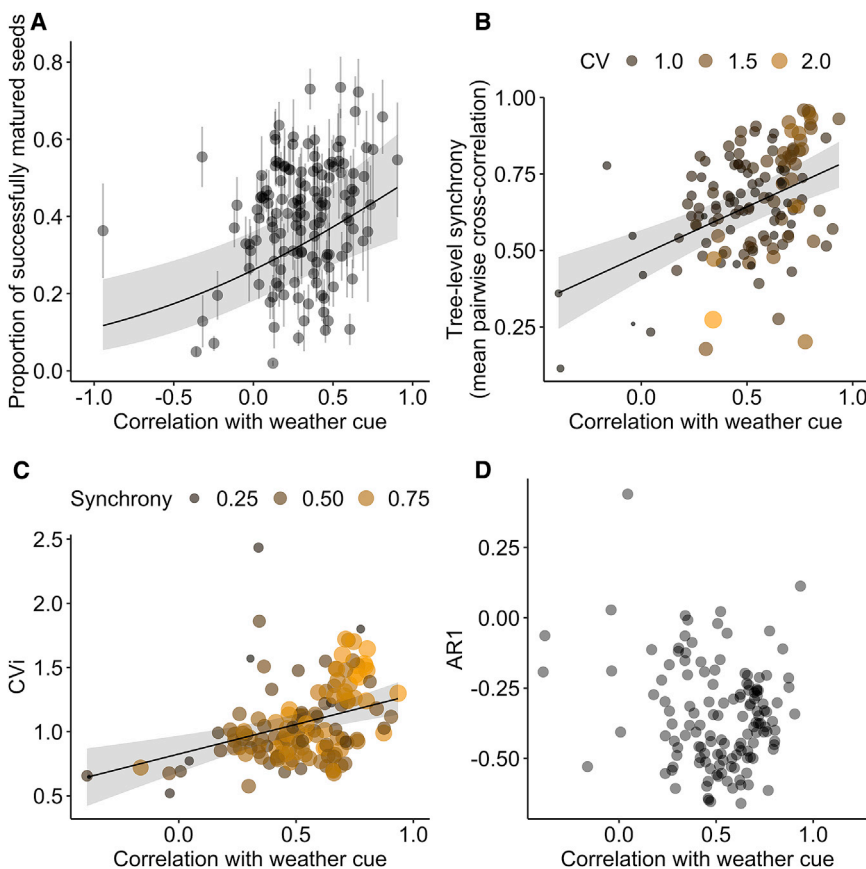 A
Proportion of successfully matured seeds
0.8
0.6
0.4
0.2
0.0
-1.0 -0.5 0.0 0.5 1.0
Correlation with weather cue
B
CV 1.0 1.5 2.0
Tree-level synchrony
(mean pairwise cross-correlation)
1.00
0.75
0.50
0.25
0.0 0.5 1.0
Correlation with weather cue
C
Synchrony 0.25 0.50 0.75
CVi
2.5
2.0
1.5
1.0
0.5
0.0 0.5 1.0
Correlation with weather cue
D
AR1
0.25
0.00
-0.25
-0.50
0.0 0.5 1.0
Correlation with weather cue